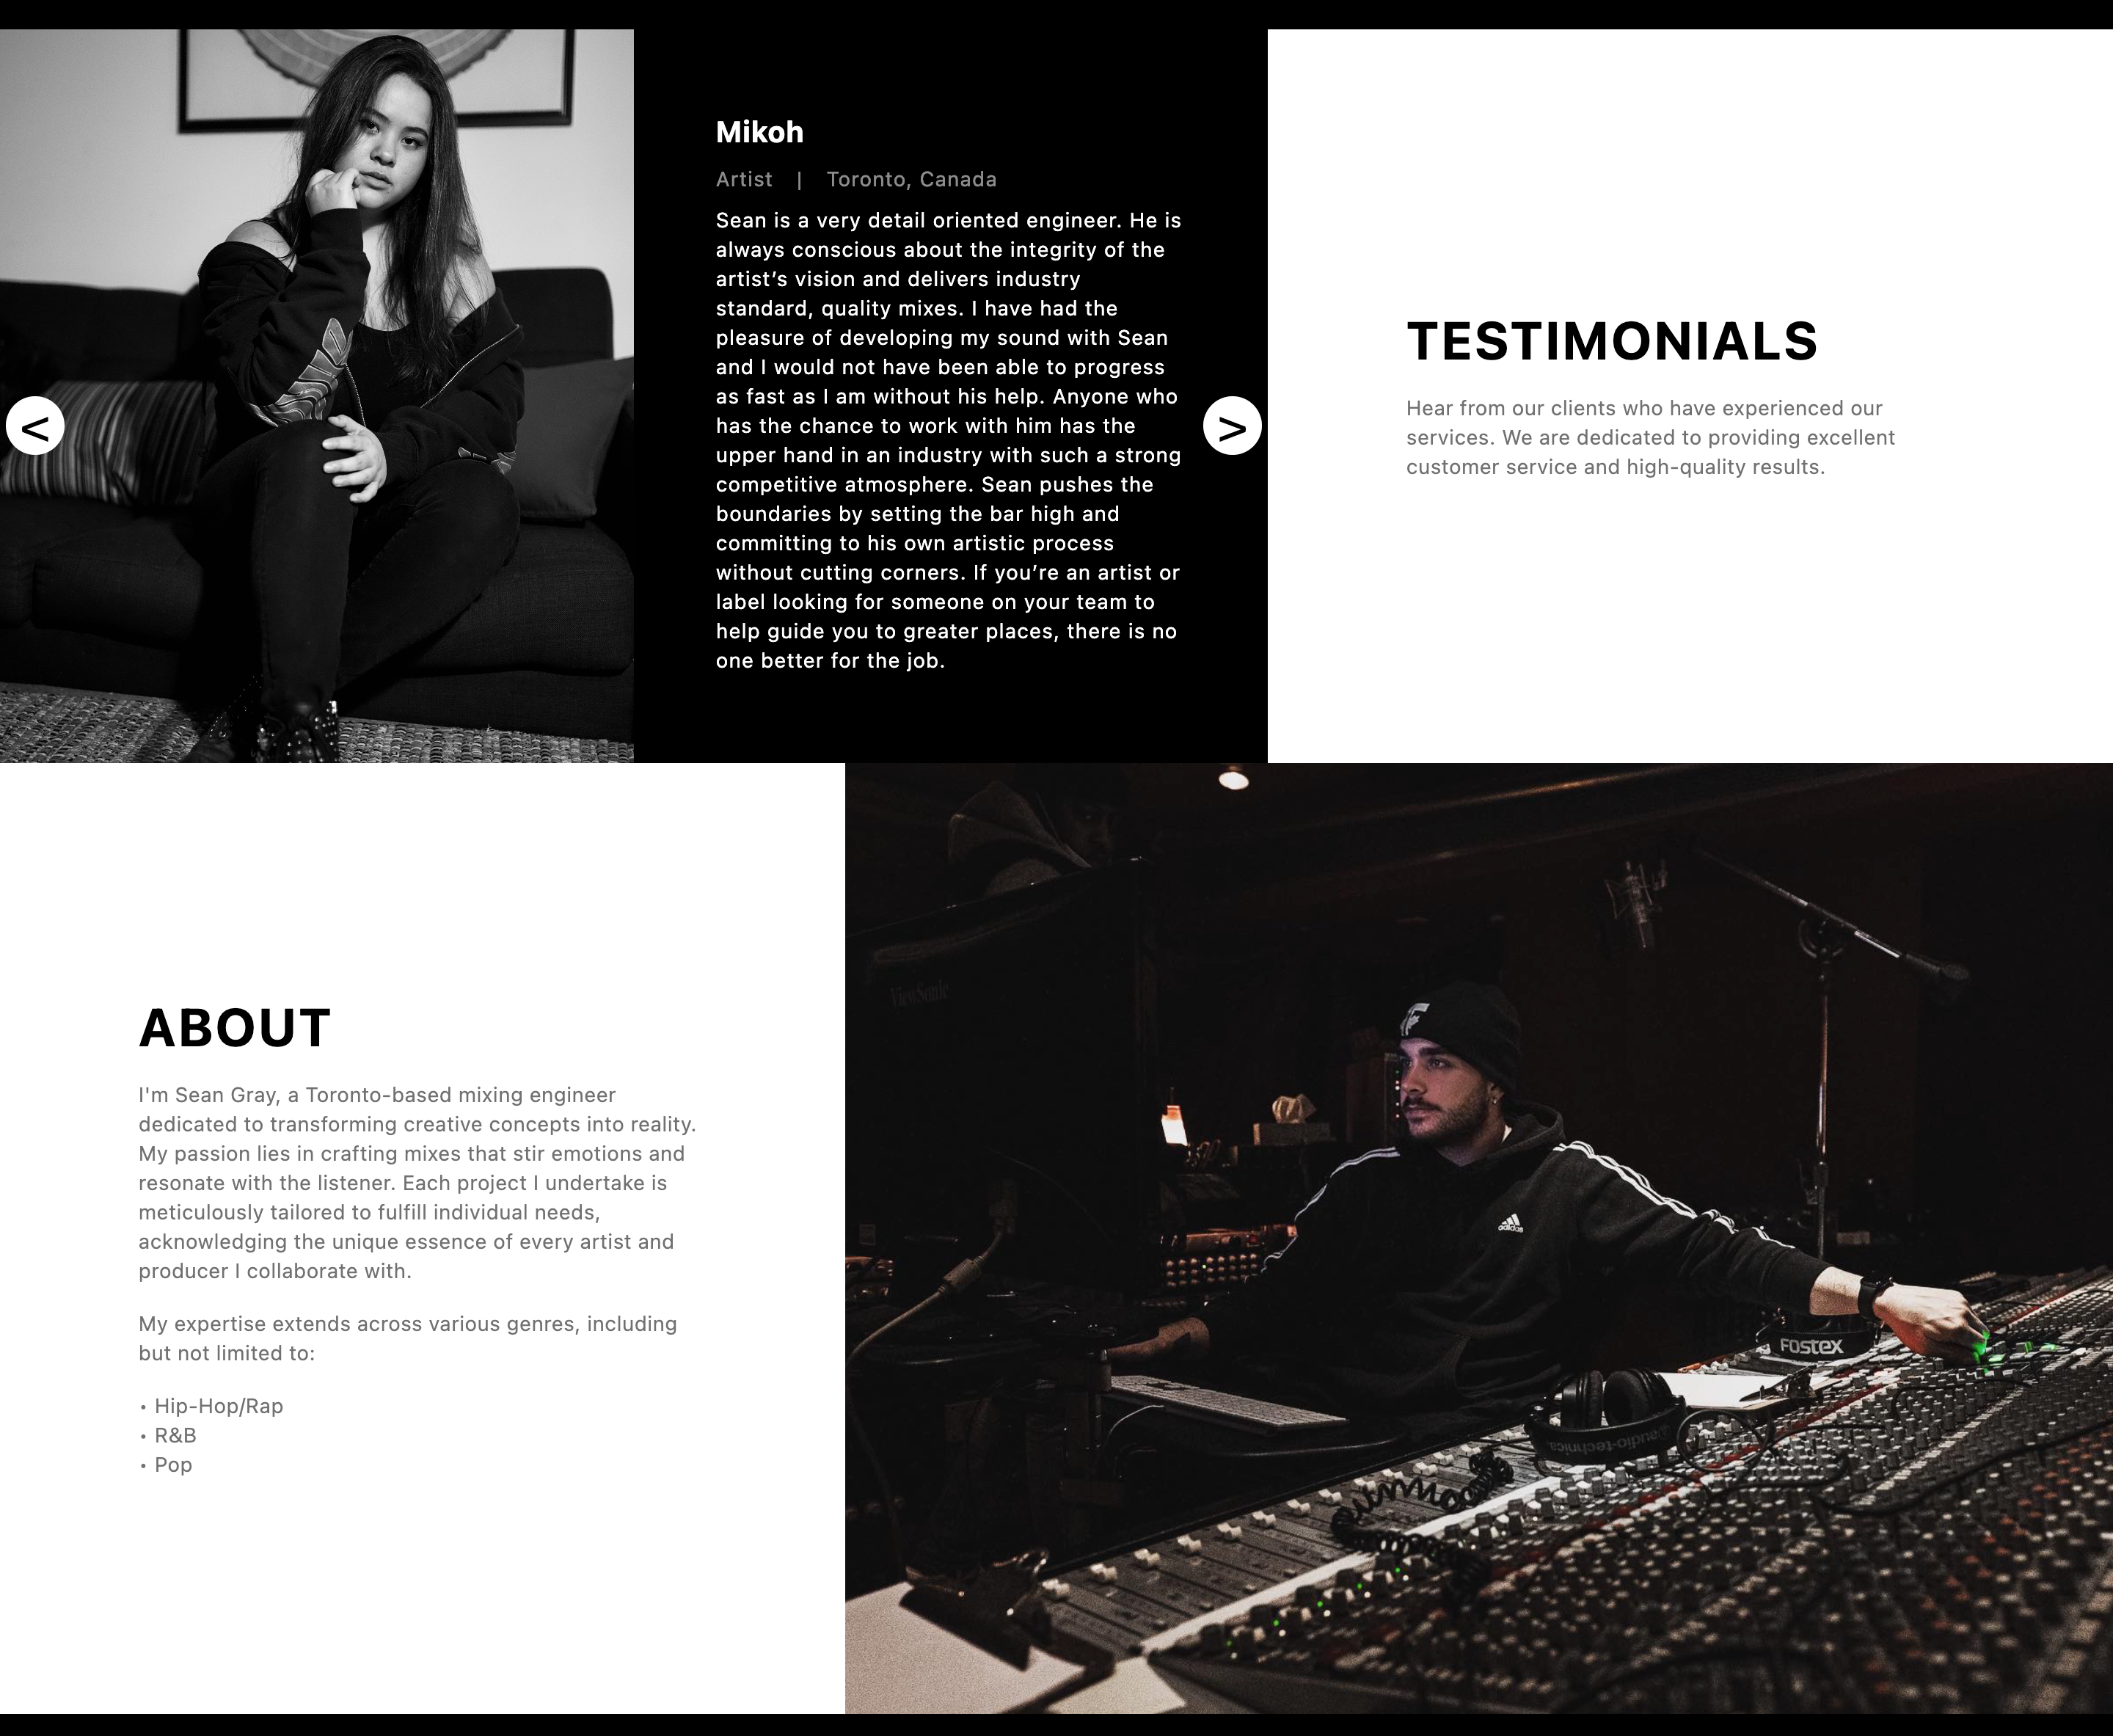 Mikoh
Artist | Toronto, Canada
Sean is a very detail oriented engineer. He is
always conscious about the integrity of the
artist’s vision and delivers industry
standard, quality mixes. I have had the
pleasure of developing my sound with Sean
and I would not have been able to progress
as fast as I am without his help. Anyone who
has the chance to work with him has the
upper hand in an industry with such a strong
competitive atmosphere. Sean pushes the
boundaries by setting the bar high and
committing to his own artistic process
without cutting corners. If you’re an artist or
label looking for someone on your team to
help guide you to greater places, there is no
one better for the job.
<
>
TESTIMONIALS
Hear from our clients who have experienced our
services. We are dedicated to providing excellent
customer service and high-quality results.
ABOUT
I'm Sean Gray, a Toronto-based mixing engineer
dedicated to transforming creative concepts into reality.
My passion lies in crafting mixes that stir emotions and
resonate with the listener. Each project I undertake is
meticulously tailored to fulfill individual needs,
acknowledging the unique essence of every artist and
producer I collaborate with.
My expertise extends across various genres, including
but not limited to:
• Hip-Hop/Rap
• R&B
• Pop
ViewSonic
adidas
FOSTEX
audio-technica